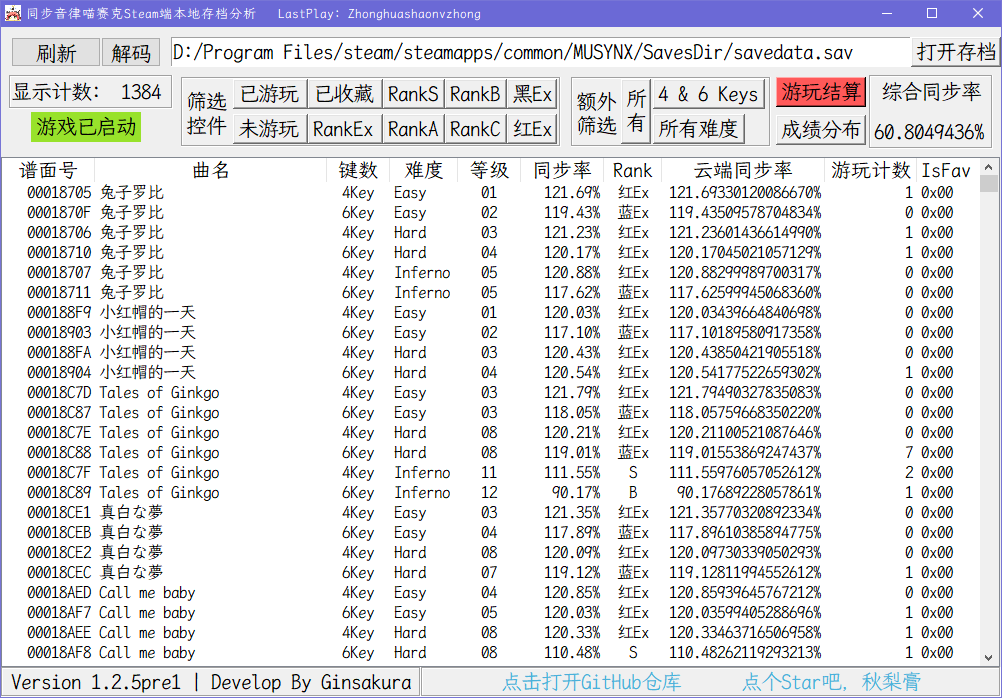 同步音律喵赛克Steam端本地存档分析 LastPlay: Zhonghuashaonvzhong
刷新 解码 D:/Program Files/steam/steamapps/common/MUSYNX/SavesDir/savedata.sav 打开存档
显示计数: 1384 筛选控件 已游玩 已收藏 RankS RankB 黑Ex 额外筛选 所有 4 & 6 Keys 游玩结算 综合同步率
游戏已启动 未游玩 RankEx RankA RankC 红Ex 所有难度 成绩分布 60.8049436%
谱面号 曲名 键数 难度 等级 同步率 Rank 云端同步率 游玩计数 IsFav
00018705 兔子罗比 4Key Easy 01 121.69% 红Ex 121.69330120086670% 1 0x00
0001870F 兔子罗比 6Key Easy 02 119.43% 蓝Ex 119.43509578704834% 0 0x00
00018706 兔子罗比 4Key Hard 03 121.23% 红Ex 121.23601436614990% 1 0x00
00018710 兔子罗比 6Key Hard 04 120.17% 红Ex 120.17045021057129% 1 0x00
00018707 兔子罗比 4Key Inferno 05 120.88% 红Ex 120.88299989700317% 0 0x00
00018711 兔子罗比 6Key Inferno 05 117.62% 蓝Ex 117.62599945068360% 0 0x00
000188F9 小红帽的一天 4Key Easy 01 120.03% 红Ex 120.03439664840698% 1 0x00
00018903 小红帽的一天 6Key Easy 02 117.10% 蓝Ex 117.10189580917358% 0 0x00
000188FA 小红帽的一天 4Key Hard 03 120.43% 红Ex 120.43850421905518% 0 0x00
00018904 小红帽的一天 6Key Hard 04 120.54% 红Ex 120.54177522659302% 1 0x00
00018C7D Tales of Ginkgo 4Key Easy 03 121.79% 红Ex 121.79490327835083% 0 0x00
00018C87 Tales of Ginkgo 6Key Easy 03 118.05% 蓝Ex 118.05759668350220% 0 0x00
00018C7E Tales of Ginkgo 4Key Hard 08 120.21% 红Ex 120.21100521087646% 0 0x00
00018C88 Tales of Ginkgo 6Key Hard 08 119.01% 蓝Ex 119.01553869247437% 7 0x00
00018C7F Tales of Ginkgo 4Key Inferno 11 111.55% S 111.55976057052612% 2 0x00
00018C89 Tales of Ginkgo 6Key Inferno 12 90.17% B 90.17689228057861% 1 0x00
00018CE1 真白な夢 4Key Easy 03 121.35% 红Ex 121.35770320892334% 0 0x00
00018CEB 真白な夢 6Key Easy 04 117.89% 蓝Ex 117.89610385894775% 0 0x00
00018CE2 真白な夢 4Key Hard 08 120.09% 红Ex 120.09730339050293% 0 0x00
00018CEC 真白な夢 6Key Hard 07 119.12% 蓝Ex 119.12811994552612% 1 0x00
00018AED Call me baby 4Key Easy 04 120.85% 红Ex 120.85939645767212% 0 0x00
00018AF7 Call me baby 6Key Easy 05 120.03% 红Ex 120.03599405288696% 1 0x00
00018AEE Call me baby 4Key Hard 08 120.33% 红Ex 120.33463716506958% 1 0x00
00018AF8 Call me baby 6Key Hard 08 110.48% S 110.48262119293213% 1 0x00
Version 1.2.5pre1 | Develop By Ginsakura 点击打开GitHub仓库 点个Star吧, 秋梨膏